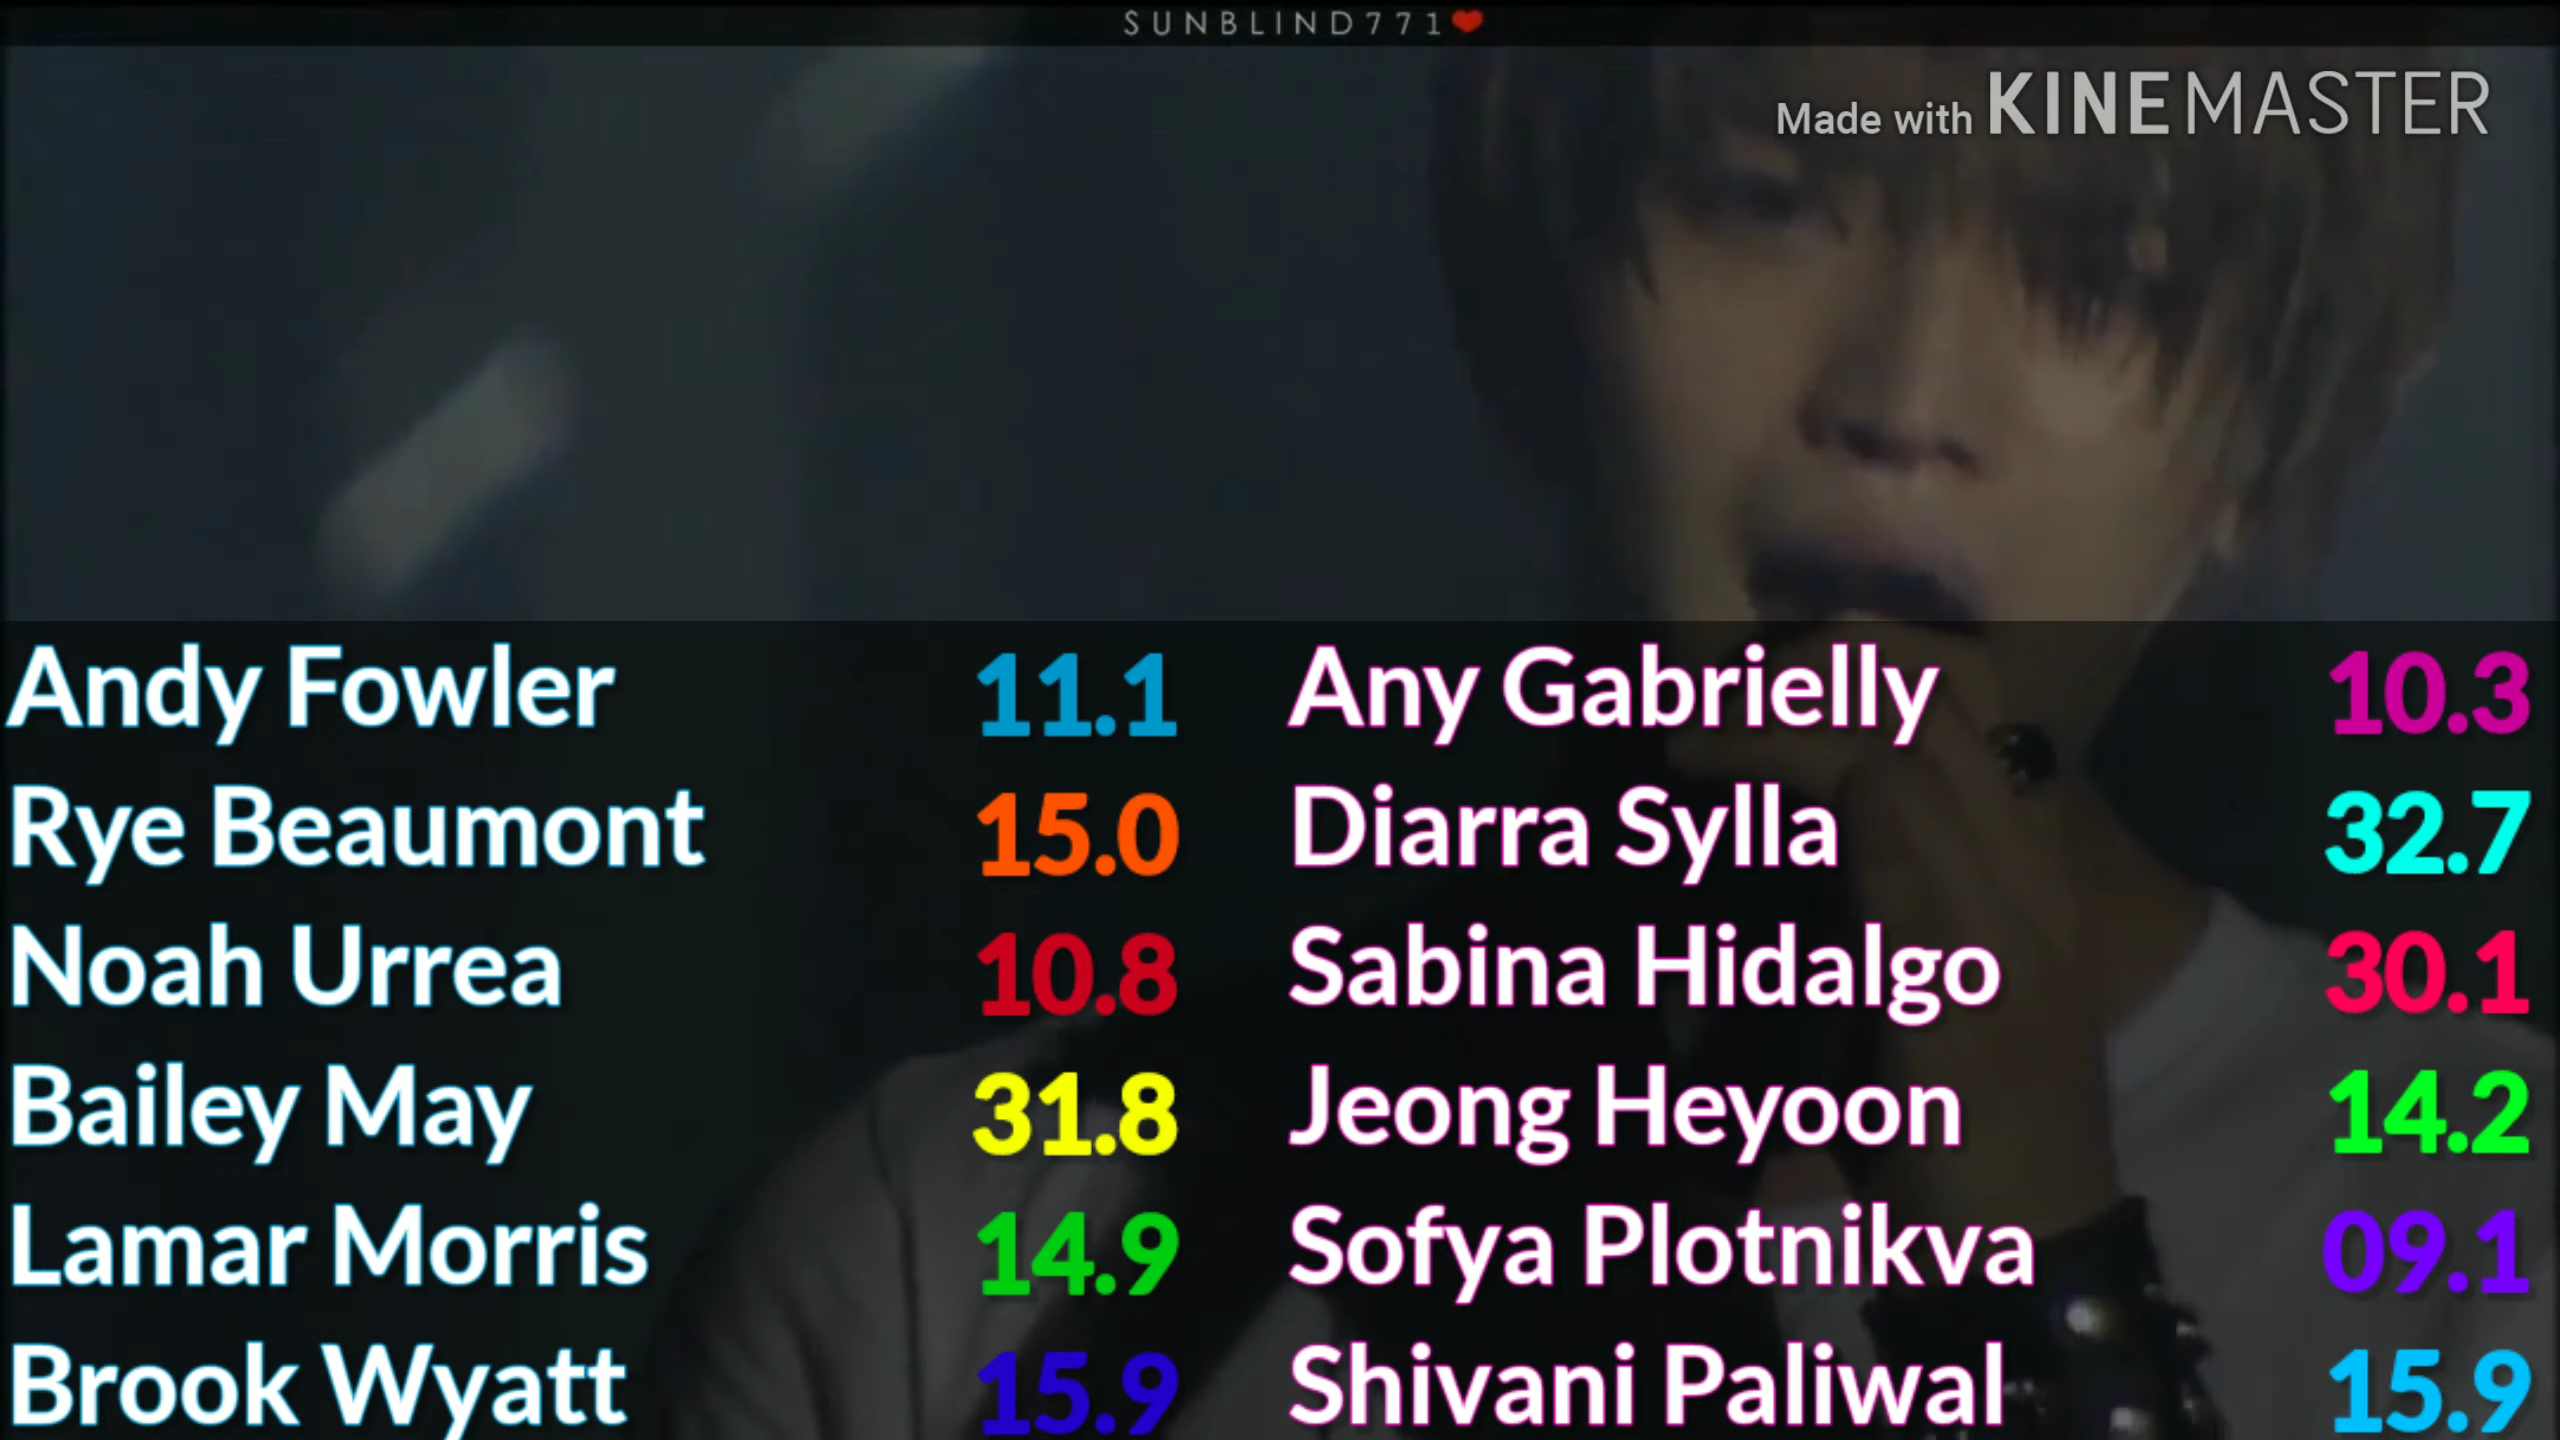 SUNBLIND771❤
Made with KINEMASTER
Andy Fowler 11.1 Any Gabrielly 10.3
Rye Beaumont 15.0 Diarra Sylla 32.7
Noah Urrea 10.8 Sabina Hidalgo 30.1
Bailey May 31.8 Jeong Heyoon 14.2
Lamar Morris 14.9 Sofya Plotnikva 09.1
Brook Wyatt 15.9 Shivani Paliwal 15.9